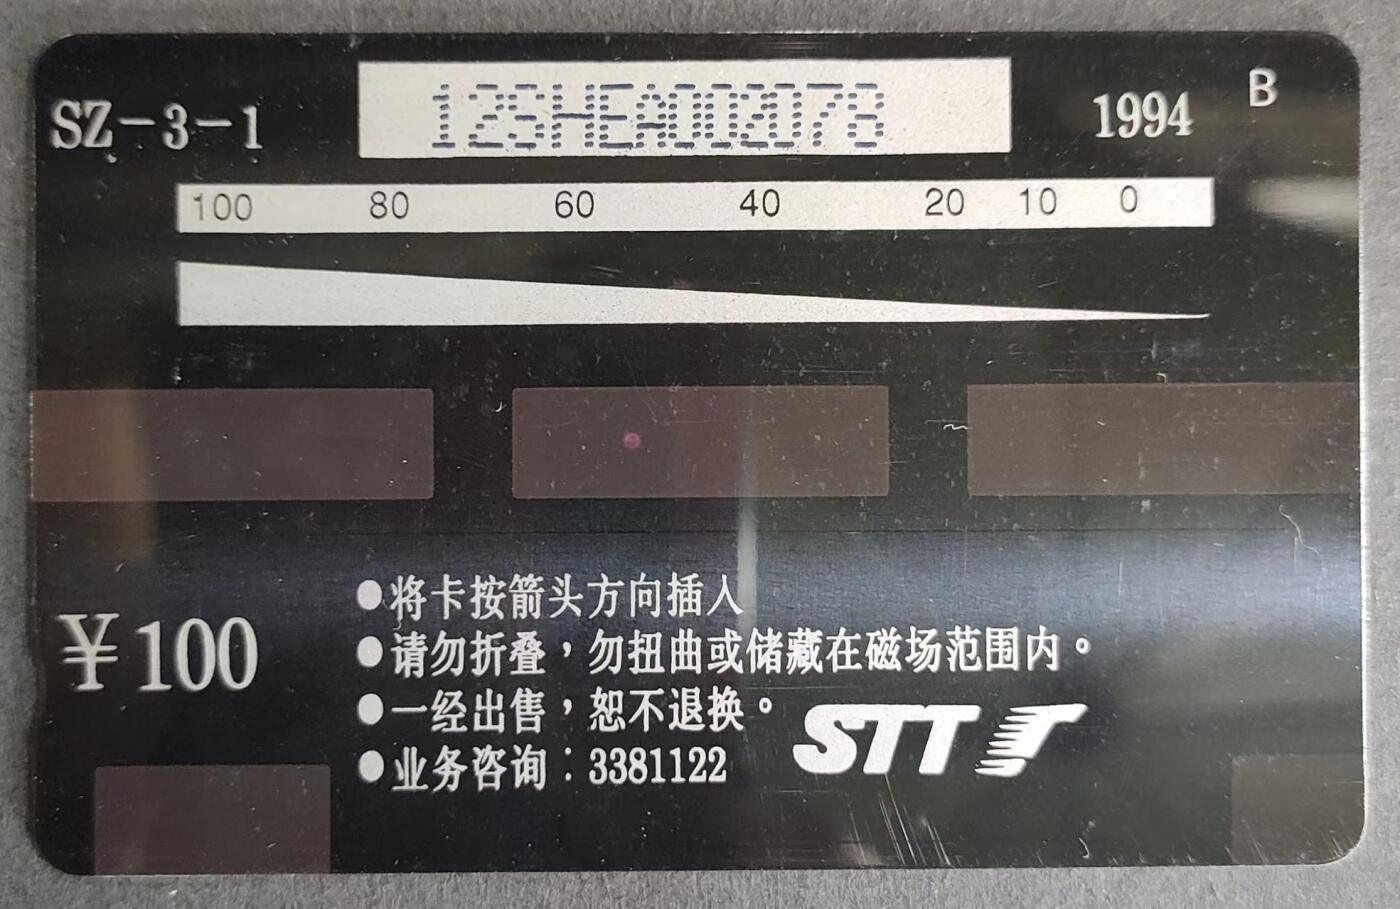 SZ-3-1
12SHEA002078
1994
B
100 80 60 40 20 10 0
¥100
●将卡按箭头方向插入
●请勿折叠，勿扭曲或储藏在磁场范围内。
●一经出售，恕不退换。
●业务咨询：3381122
STT